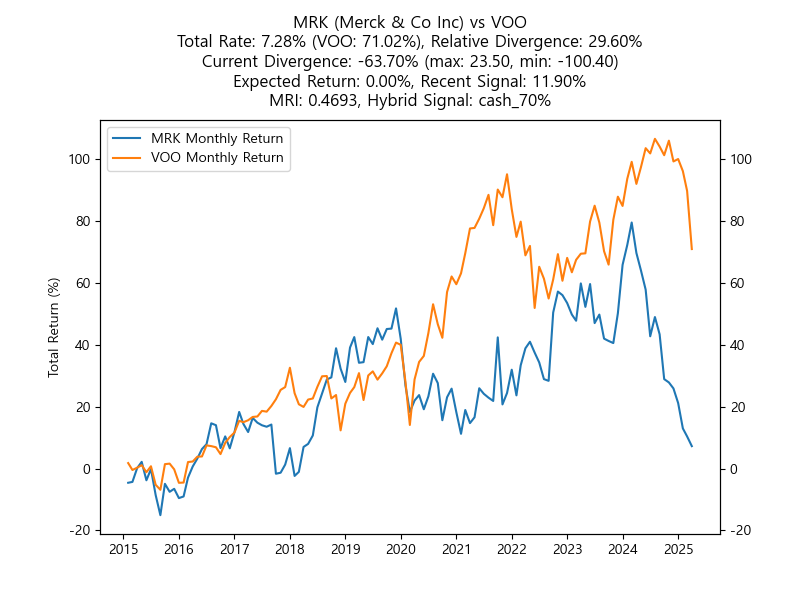 MRK (Merck & Co Inc) vs VOO
Total Rate: 7.28% (VOO: 71.02%), Relative Divergence: 29.60%
Current Divergence: -63.70% (max: 23.50, min: -100.40)
Expected Return: 0.00%, Recent Signal: 11.90%
MRI: 0.4693, Hybrid Signal: cash_70%
MRK Monthly Return
VOO Monthly Return
Total Return (%)
100
80
60
40
20
0
-20
100
80
60
40
20
0
-20
2015 2016 2017 2018 2019 2020 2021 2022 2023 2024 2025